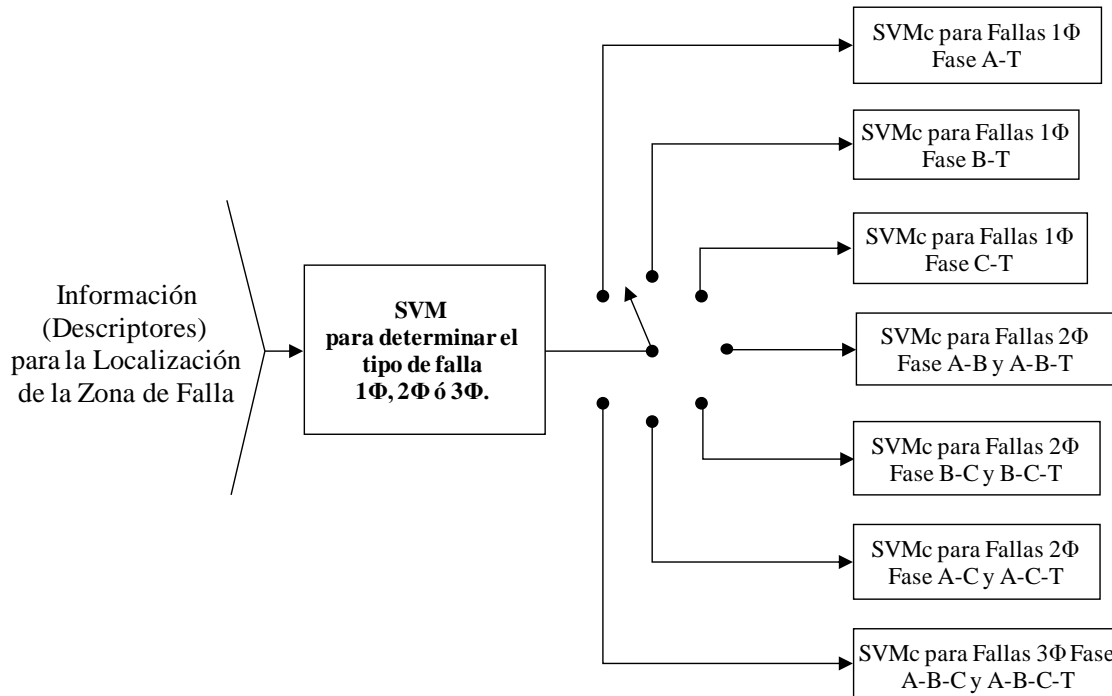 Información
(Descriptores)
para la Localización
de la Zona de Falla
SVM
para determinar el
tipo de falla
1Φ, 2Φ ó 3Φ.
SVMc para Fallas 1Φ
Fase A-T
SVMc para Fallas 1Φ
Fase B-T
SVMc para Fallas 1Φ
Fase C-T
SVMc para Fallas 2Φ
Fase A-B y A-B-T
SVMc para Fallas 2Φ
Fase B-C y B-C-T
SVMc para Fallas 2Φ
Fase A-C y A-C-T
SVMc para Fallas 3Φ Fase
A-B-C y A-B-C-T